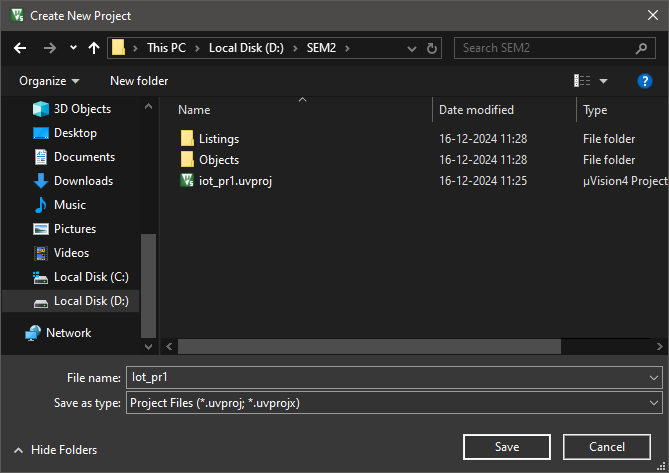 Create New Project
This PC > Local Disk (D:) > SEM2 >
Search SEM2
Organize
New folder
3D Objects
Desktop
Documents
Downloads
Music
Pictures
Videos
Local Disk (C:)
Local Disk (D:)
Network
Name Date modified Type
Listings 16-12-2024 11:28 File folder
Objects 16-12-2024 11:28 File folder
iot_pr1.uvproj 16-12-2024 11:25 µVision4 Project
File name: Iot_pr1
Save as type: Project Files (*.uvproj; *.uvprojx)
Hide Folders
Save
Cancel